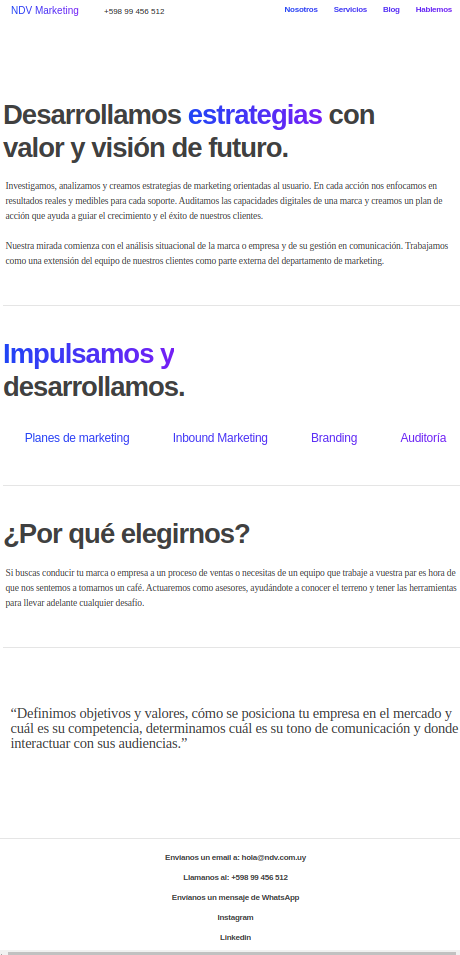 NDV Marketing +598 99 456 512 Nosotros Servicios Blog Hablemos
Desarrollamos estrategias con
valor y visión de futuro.
Investigamos, analizamos y creamos estrategias de marketing orientadas al usuario. En cada acción nos enfocamos en
resultados reales y medibles para cada soporte. Auditamos las capacidades digitales de una marca y creamos un plan de
acción que ayuda a guiar el crecimiento y el éxito de nuestros clientes.
Nuestra mirada comienza con el análisis situacional de la marca o empresa y de su gestión en comunicación. Trabajamos
como una extensión del equipo de nuestros clientes como parte externa del departamento de marketing.
Impulsamos y
desarrollamos.
Planes de marketing Inbound Marketing Branding Auditoría
¿Por qué elegirnos?
Si buscas conducir tu marca o empresa a un proceso de ventas o necesitas de un equipo que trabaje a vuestra par es hora de
que nos sentemos a tomarnos un café. Actuaremos como asesores, ayudándote a conocer el terreno y tener las herramientas
para llevar adelante cualquier desafío.
“Definimos objetivos y valores, cómo se posiciona tu empresa en el mercado y
cuál es su competencia, determinamos cuál es su tono de comunicación y donde
interactuar con sus audiencias.”
Envíanos un email a: hola@ndv.com.uy
Llamanos al: +598 99 456 512
Envíanos un mensaje de WhatsApp
Instagram
Linkedin